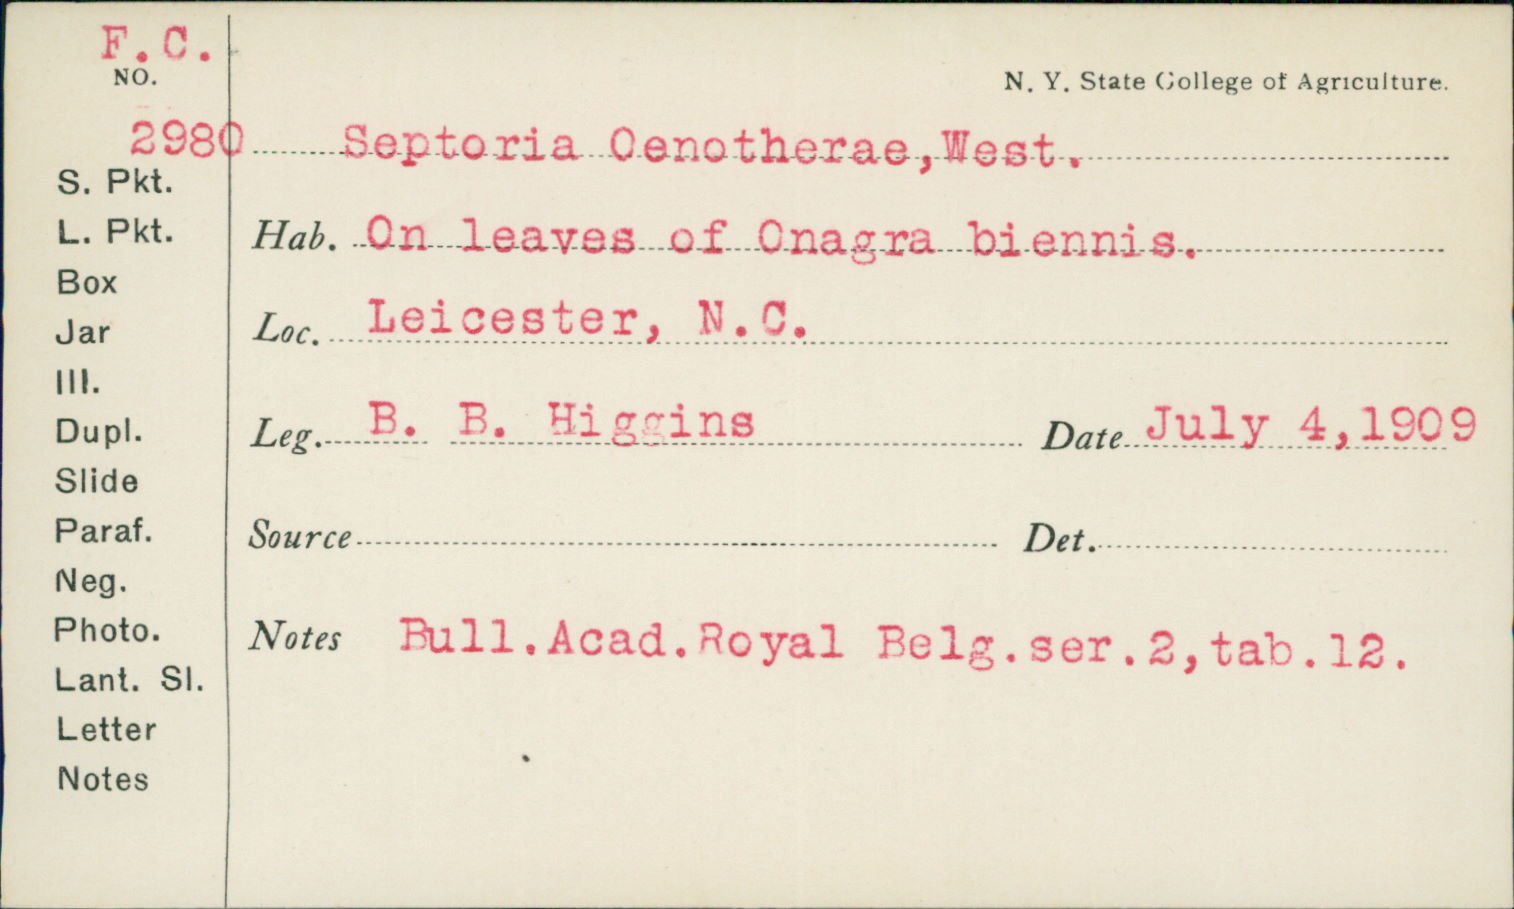 F.C.
NO.
N. Y. State College of Agriculture.
2980 Septoria Oenotherae,West.
S. Pkt.
L. Pkt.
Hab. On leaves of Onagra biennis.
Box
Jar
Loc. Leicester, N.C.
Ill.
Dupl.
Leg. B. B. Higgins Date July 4,1909
Slide
Paraf.
Source Det.
Neg.
Photo.
Notes Bull.Acad.Royal Belg.ser.2,tab.12.
Lant. Sl.
Letter
Notes